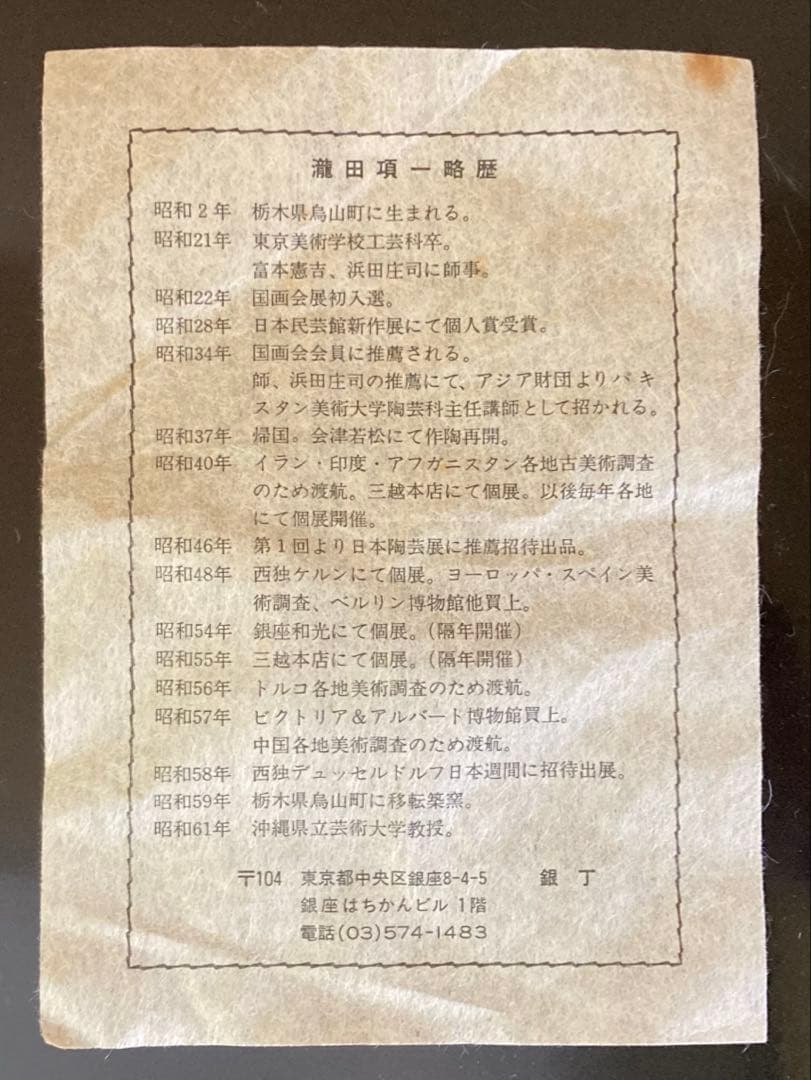 瀧田項一略歴
昭和2年 栃木県烏山町に生まれる。
昭和21年 東京美術学校工芸科卒。
富本憲吉、浜田庄司に師事。
昭和22年 国画会展初入選。
昭和28年 日本民芸館新作展にて個人賞受賞。
昭和34年 国画会会員に推薦される。
師、浜田庄司の推薦にて、アジア財団よりパキ
スタン美術大学陶芸科主任講師として招かれる。
昭和37年 帰国。会津若松にて作陶再開。
昭和40年 イラン・印度・アフガニスタン各地古美術調査
のため渡航。三越本店にて個展。以後毎年各地
にて個展開催。
昭和46年 第1回より日本陶芸展に推薦招待出品。
昭和48年 西独ケルンにて個展。ヨーロッパ・スペイン美
術調査、ベルリン博物館他買上。
昭和54年 銀座和光にて個展。(隔年開催)
昭和55年 三越本店にて個展。(隔年開催)
昭和56年 トルコ各地美術調査のため渡航。
昭和57年 ビクトリア&アルバート博物館買上。
中国各地美術調査のため渡航。
昭和58年 西独デュッセルドルフ日本週間に招待出展。
昭和59年 栃木県烏山町に移転築窯。
昭和61年 沖縄県立芸術大学教授。
〒104 東京都中央区銀座8-4-5 銀丁
銀座はちかんビル1階
電話(03)574-1483